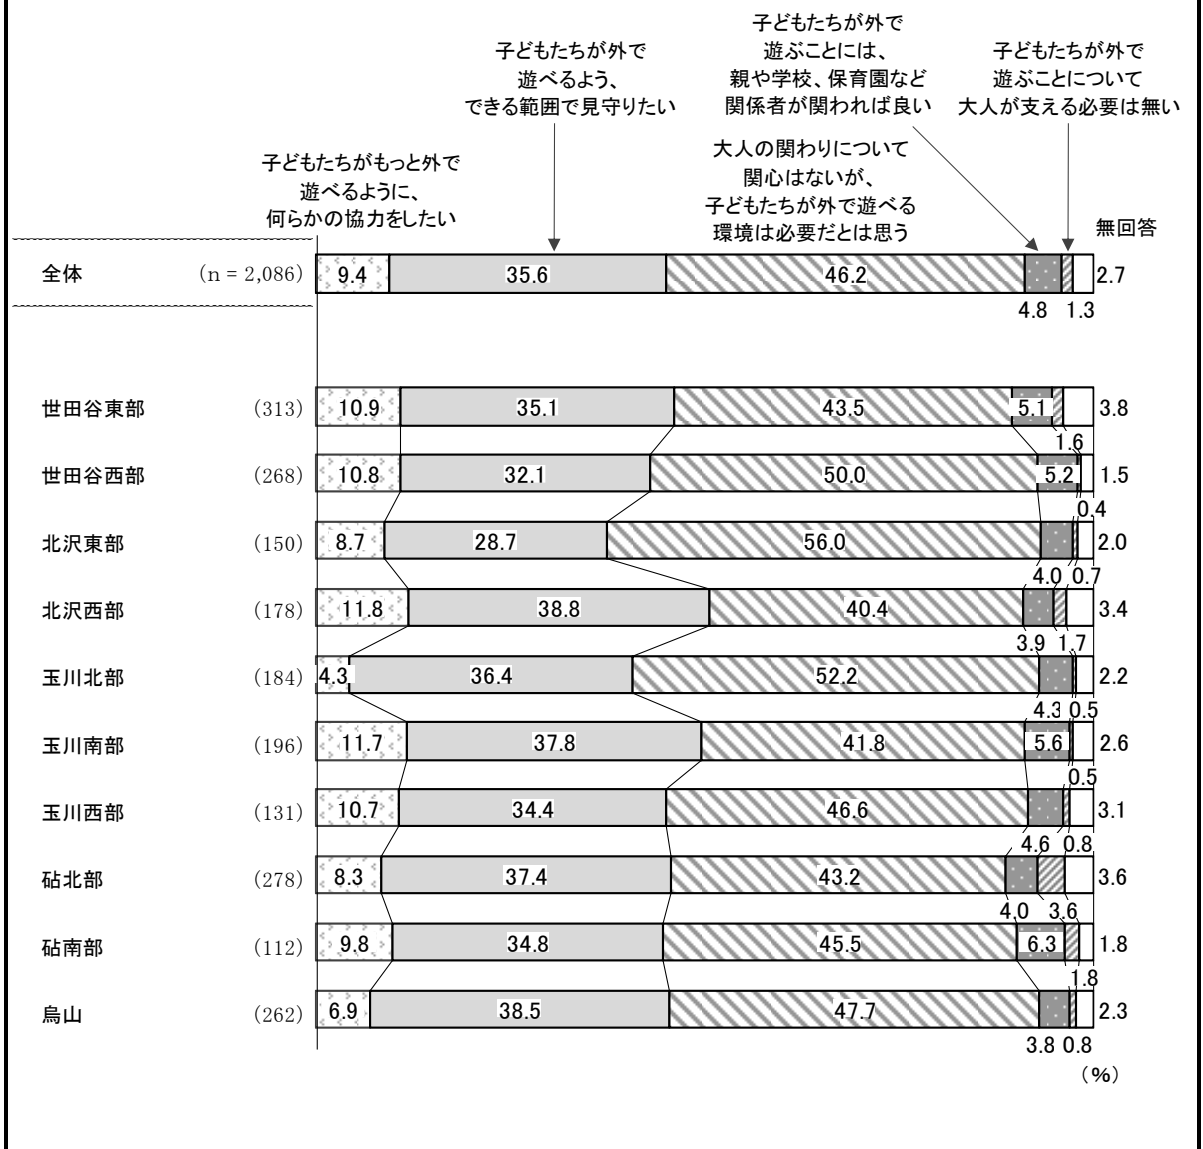 子どもたちが外で
遊ぶことには、
親や学校、保育園など
関係者が関われば良い
子どもたちが外で
遊べるよう、
できる範囲で見守りたい
子どもたちが外で
遊ぶことについて
大人が支える必要は無い
子どもたちがもっと外で
遊べるように、
何らかの協力をしたい
大人の関わりについて
関心はないが、
子どもたちが外で遊べる
環境は必要だとは思う
無回答
全体 (n = 2,086) 9.4 35.6 46.2 2.7
4.8 1.3
世田谷東部 (313) 10.9 35.1 43.5 5.1 3.8
1.6
世田谷西部 (268) 10.8 32.1 50.0 5.2 1.5
0.4
北沢東部 (150) 8.7 28.7 56.0 2.0
4.0 0.7
北沢西部 (178) 11.8 38.8 40.4 3.4
3.9 1.7
玉川北部 (184) 4.3 36.4 52.2 2.2
4.3 0.5
玉川南部 (196) 11.7 37.8 41.8 5.6 2.6
0.5
玉川西部 (131) 10.7 34.4 46.6 3.1
4.6 0.8
砧北部 (278) 8.3 37.4 43.2 3.6
4.0 3.6
砧南部 (112) 9.8 34.8 45.5 6.3 1.8
1.8
烏山 (262) 6.9 38.5 47.7 2.3
3.8 0.8
(%)